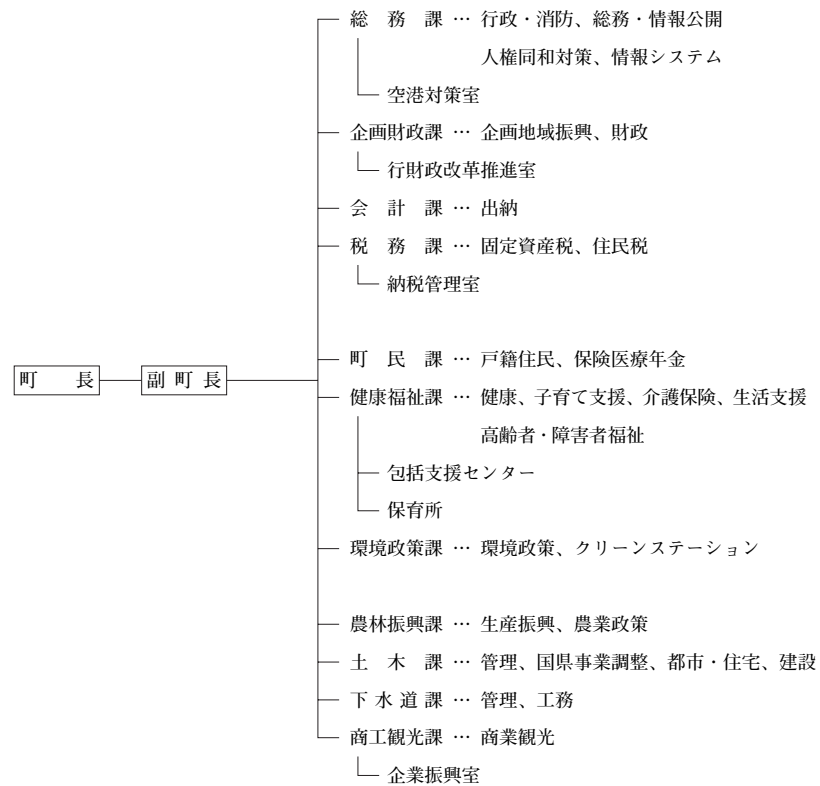 総務課 … 行政・消防、総務・情報公開
人権同和対策、情報システム
空港対策室
企画財政課 … 企画地域振興、財政
行財政改革推進室
会計課 … 出納
税務課 … 固定資産税、住民税
納税管理室
町民課 … 戸籍住民、保険医療年金
町長 副町長
健康福祉課 … 健康、子育て支援、介護保険、生活支援
高齢者・障害者福祉
包括支援センター
保育所
環境政策課 … 環境政策、クリーンステーション
農林振興課 … 生産振興、農業政策
土木課 … 管理、国県事業調整、都市・住宅、建設
下水道課 … 管理、工務
商工観光課 … 商業観光
企業振興室